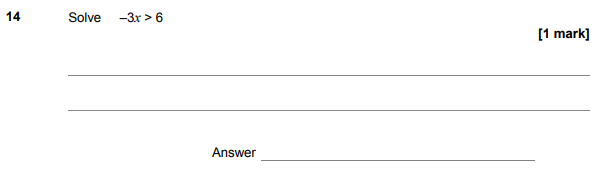 14 Solve –3x > 6
[1 mark]
Answer